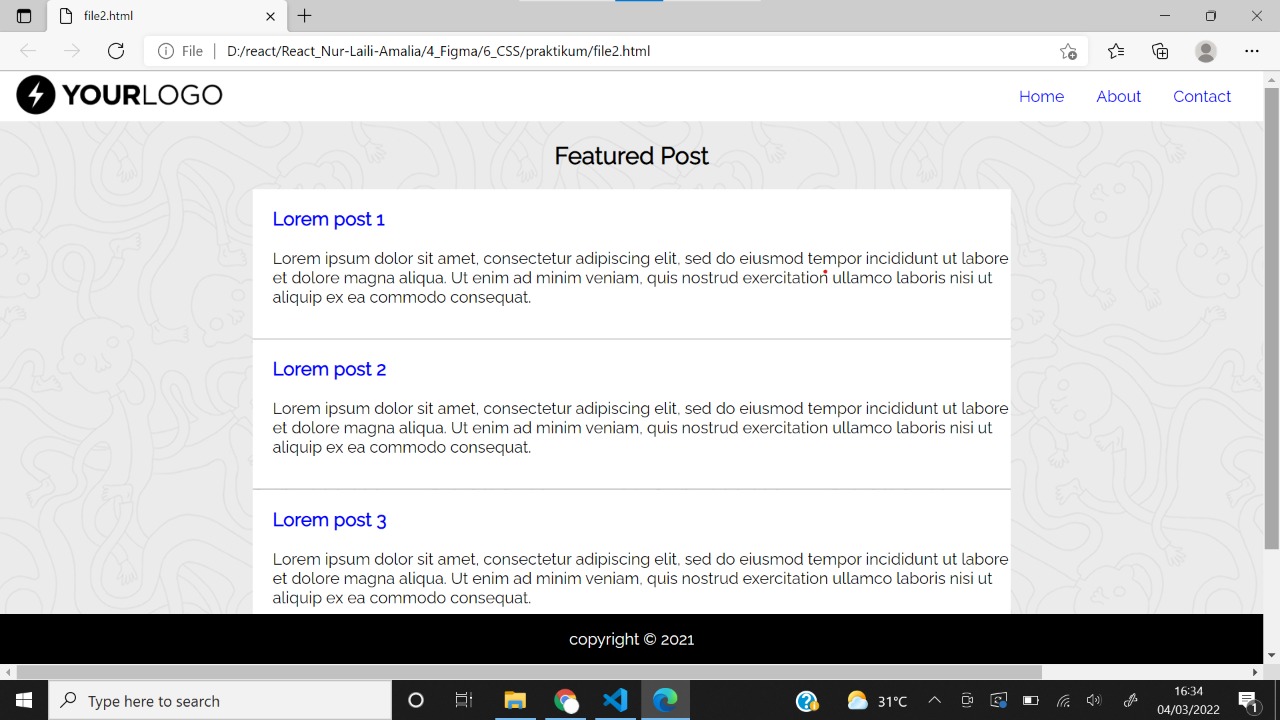 file2.html
File | D:/react/React_Nur-Laili-Amalia/4_Figma/6_CSS/praktikum/file2.html
YOURLOGO
Home About Contact
Featured Post
Lorem post 1
Lorem ipsum dolor sit amet, consectetur adipiscing elit, sed do eiusmod tempor incididunt ut labore
et dolore magna aliqua. Ut enim ad minim veniam, quis nostrud exercitation ullamco laboris nisi ut
aliquip ex ea commodo consequat.
Lorem post 2
Lorem ipsum dolor sit amet, consectetur adipiscing elit, sed do eiusmod tempor incididunt ut labore
et dolore magna aliqua. Ut enim ad minim veniam, quis nostrud exercitation ullamco laboris nisi ut
aliquip ex ea commodo consequat.
Lorem post 3
Lorem ipsum dolor sit amet, consectetur adipiscing elit, sed do eiusmod tempor incididunt ut labore
et dolore magna aliqua. Ut enim ad minim veniam, quis nostrud exercitation ullamco laboris nisi ut
aliquip ex ea commodo consequat.
copyright © 2021
Type here to search
31°C
16:34
04/03/2022
1